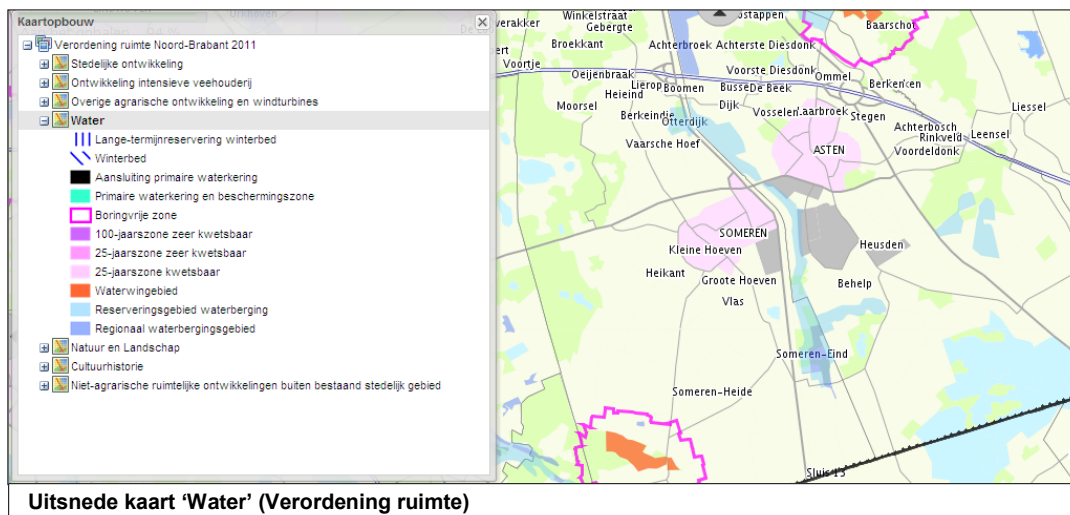 Kaartopbouw
Verordening ruimte Noord-Brabant 2011
Stedelijke ontwikkeling
Ontwikkeling intensieve veehouderij
Overige agrarische ontwikkeling en windturbines
Water
Lange-termijnreservering winterbed
Winterbed
Aansluiting primaire waterkering
Primaire waterkering en beschermingszone
Boringvrije zone
100-jaarszone zeer kwetsbaar
25-jaarszone zeer kwetsbaar
25-jaarszone kwetsbaar
Waterwingebied
Reserveringsgebied waterberging
Regionaal waterbergingsgebied
Natuur en Landschap
Cultuurhistorie
Niet-agrarische ruimtelijke ontwikkelingen buiten bestaand stedelijk gebied
Winkelstraat
Gebergte
Baarschot
Broekkant
Achterbroek
Achterste Diesdonk
Voortje
Oeijenbraak
Voorste Diesdonk
Ommel
Lierop
Boomen
Busse
De Beek
Berken
Heieind
Moorsel
Dijk
Liessel
Berkeindje
Otterdijk
Vosselen
Laarbroek
Stegen
Achterbosch
Rinkveld
Leensel
Vaarsche Hoef
ASTEN
Voordeldonk
SOMEREN
Kleine Hoeven
Heusden
Heikant
Groote Hoeven
Behelp
Vlas
Someren-Eind
Someren-Heide
Sluis 13
Uitsnede kaart ‘Water’ (Verordening ruimte)